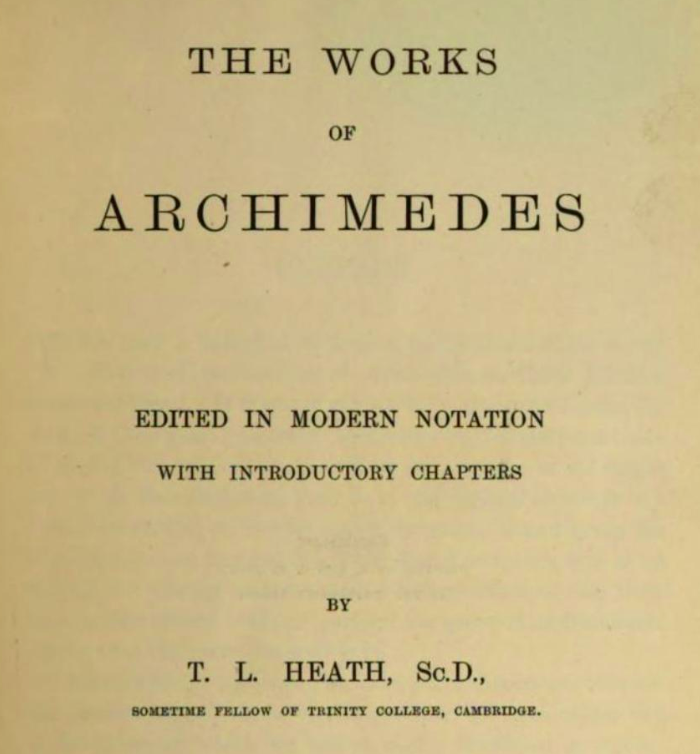 THE WORKS
OF
ARCHIMEDES
EDITED IN MODERN NOTATION
WITH INTRODUCTORY CHAPTERS
BY
T. L. HEATH, Sc.D.,
SOMETIME FELLOW OF TRINITY COLLEGE, CAMBRIDGE.